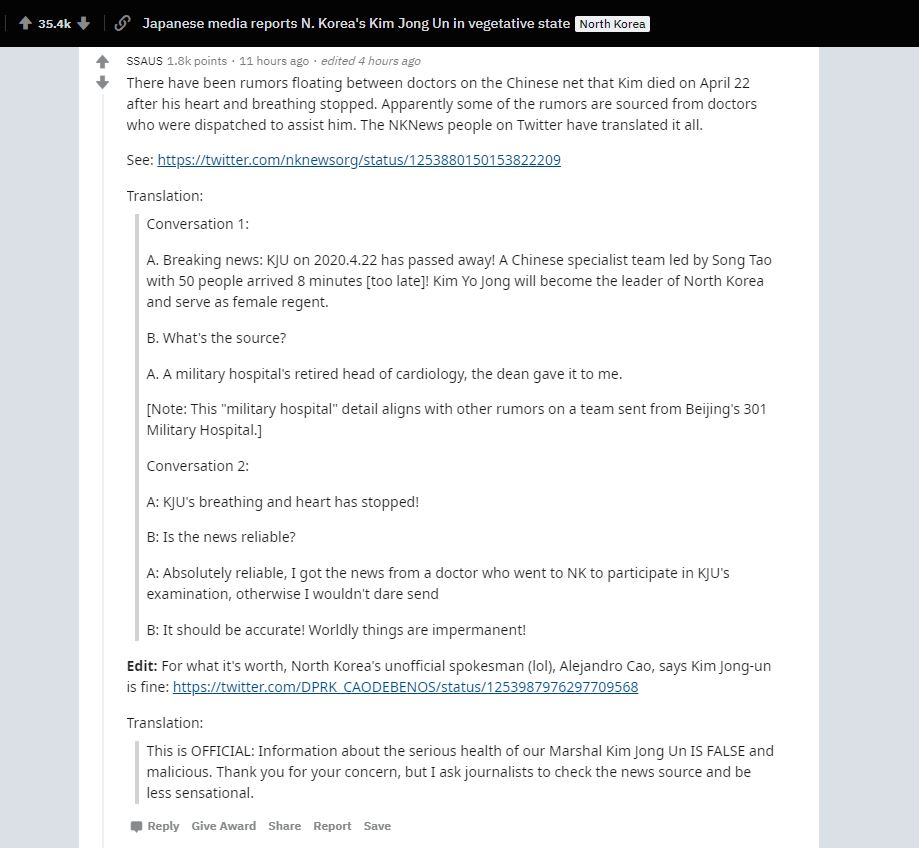 35.4k Japanese media reports N. Korea's Kim Jong Un in vegetative state North Korea
SSAUS 1.8k points · 11 hours ago · edited 4 hours ago
There have been rumors floating between doctors on the Chinese net that Kim died on April 22
after his heart and breathing stopped. Apparently some of the rumors are sourced from doctors
who were dispatched to assist him. The NKNews people on Twitter have translated it all.
See: https://twitter.com/nknewsorg/status/1253880150153822209
Translation:
Conversation 1:
A. Breaking news: KJU on 2020.4.22 has passed away! A Chinese specialist team led by Song Tao
with 50 people arrived 8 minutes [too late]! Kim Yo Jong will become the leader of North Korea
and serve as female regent.
B. What's the source?
A. A military hospital's retired head of cardiology, the dean gave it to me.
[Note: This "military hospital" detail aligns with other rumors on a team sent from Beijing's 301
Military Hospital.]
Conversation 2:
A: KJU's breathing and heart has stopped!
B: Is the news reliable?
A: Absolutely reliable, I got the news from a doctor who went to NK to participate in KJU's
examination, otherwise I wouldn't dare send
B: It should be accurate! Worldly things are impermanent!
Edit: For what it's worth, North Korea's unofficial spokesman (lol), Alejandro Cao, says Kim Jong-un
is fine: https://twitter.com/DPRK_CAODEBENOS/status/1253987976297709568
Translation:
This is OFFICIAL: Information about the serious health of our Marshal Kim Jong Un IS FALSE and
malicious. Thank you for your concern, but I ask journalists to check the news source and be
less sensational.
Reply Give Award Share Report Save